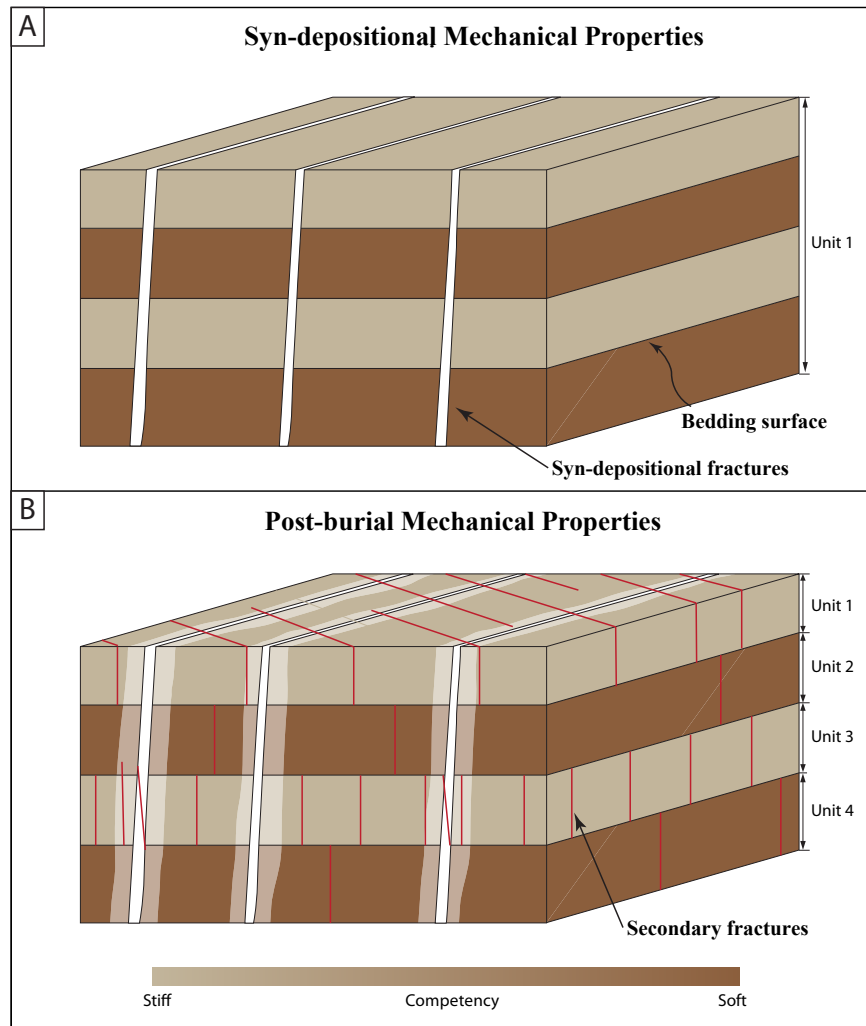 A
Syn-depositional Mechanical Properties
Unit 1
Bedding surface
Syn-depositional fractures
B
Post-burial Mechanical Properties
Unit 1
Unit 2
Unit 3
Unit 4
Secondary fractures
Stiff Competency Soft